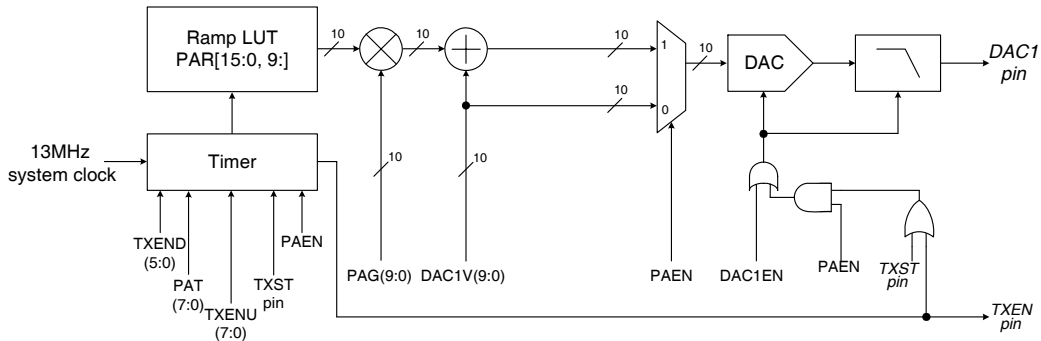 Ramp LUT
PAR[15:0, 9:]
10
10
10
10
10
1
0
10
10
10
DAC
DAC1
pin
13MHz
system clock
Timer
TXEND
(5:0)
PAT
(7:0)
TXENU
(7:0)
TXST
pin
PAEN
PAG(9:0)
DAC1V(9:0)
PAEN
DAC1EN
PAEN
TXST
pin
TXEN
pin